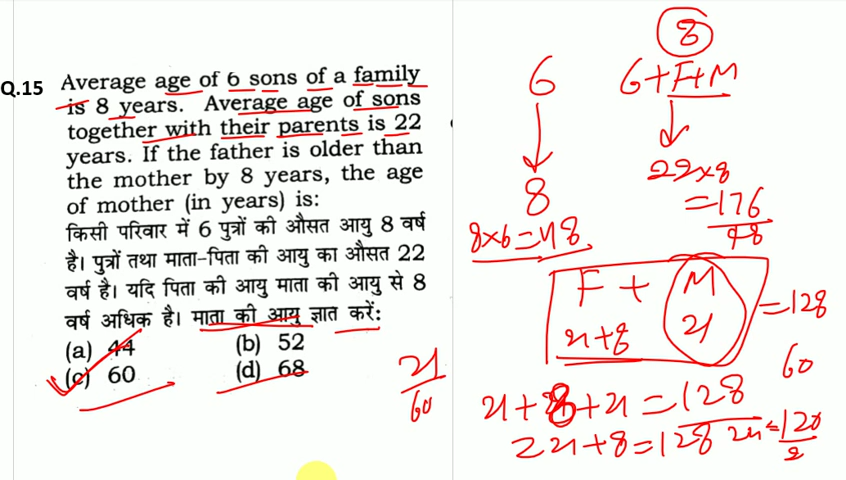 Q.15 Average age of 6 sons of a family
is 8 years. Average age of sons
together with their parents is 22
years. If the father is older than
the mother by 8 years, the age
of mother (in years) is:
किसी परिवार में 6 पुत्रों की औसत आयु 8 वर्ष
है। पुत्रों तथा माता-पिता की आयु का औसत 22
वर्ष है। यदि पिता की आयु माता की आयु से 8
वर्ष अधिक है। माता की आयु ज्ञात करें:
(a) 44 (b) 52
(c) 60 (d) 68
8
6 6+F+M
8 22×8
=176
8×6=48 48
F + M =128
x+8 x
60
x+8+x=128
2x+8=128 2x=120
2
x
60